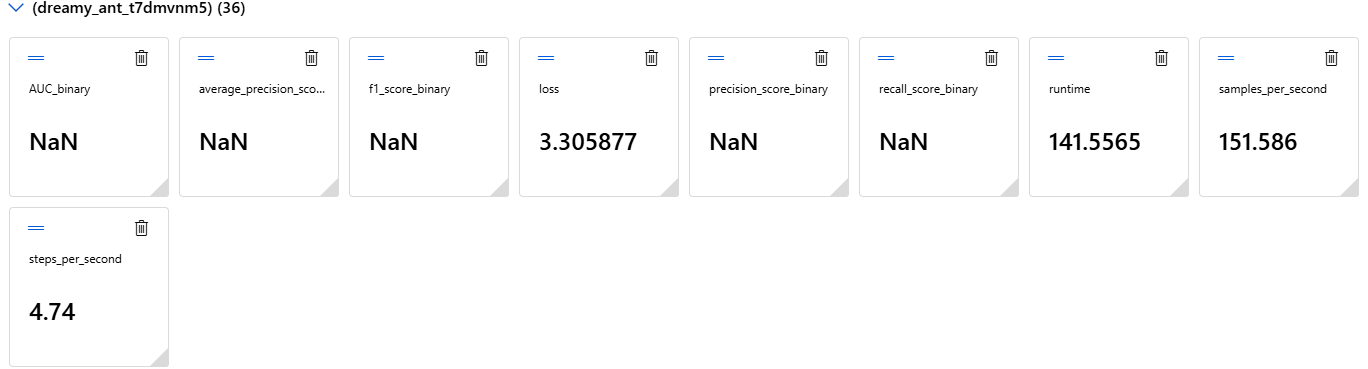 (dreamy_ant_t7dmvnm5) (36)
AUC_binary
average_precision_sco...
f1_score_binary
loss
precision_score_binary
recall_score_binary
runtime
samples_per_second
NaN
NaN
NaN
3.305877
NaN
NaN
141.5565
151.586
steps_per_second
4.74